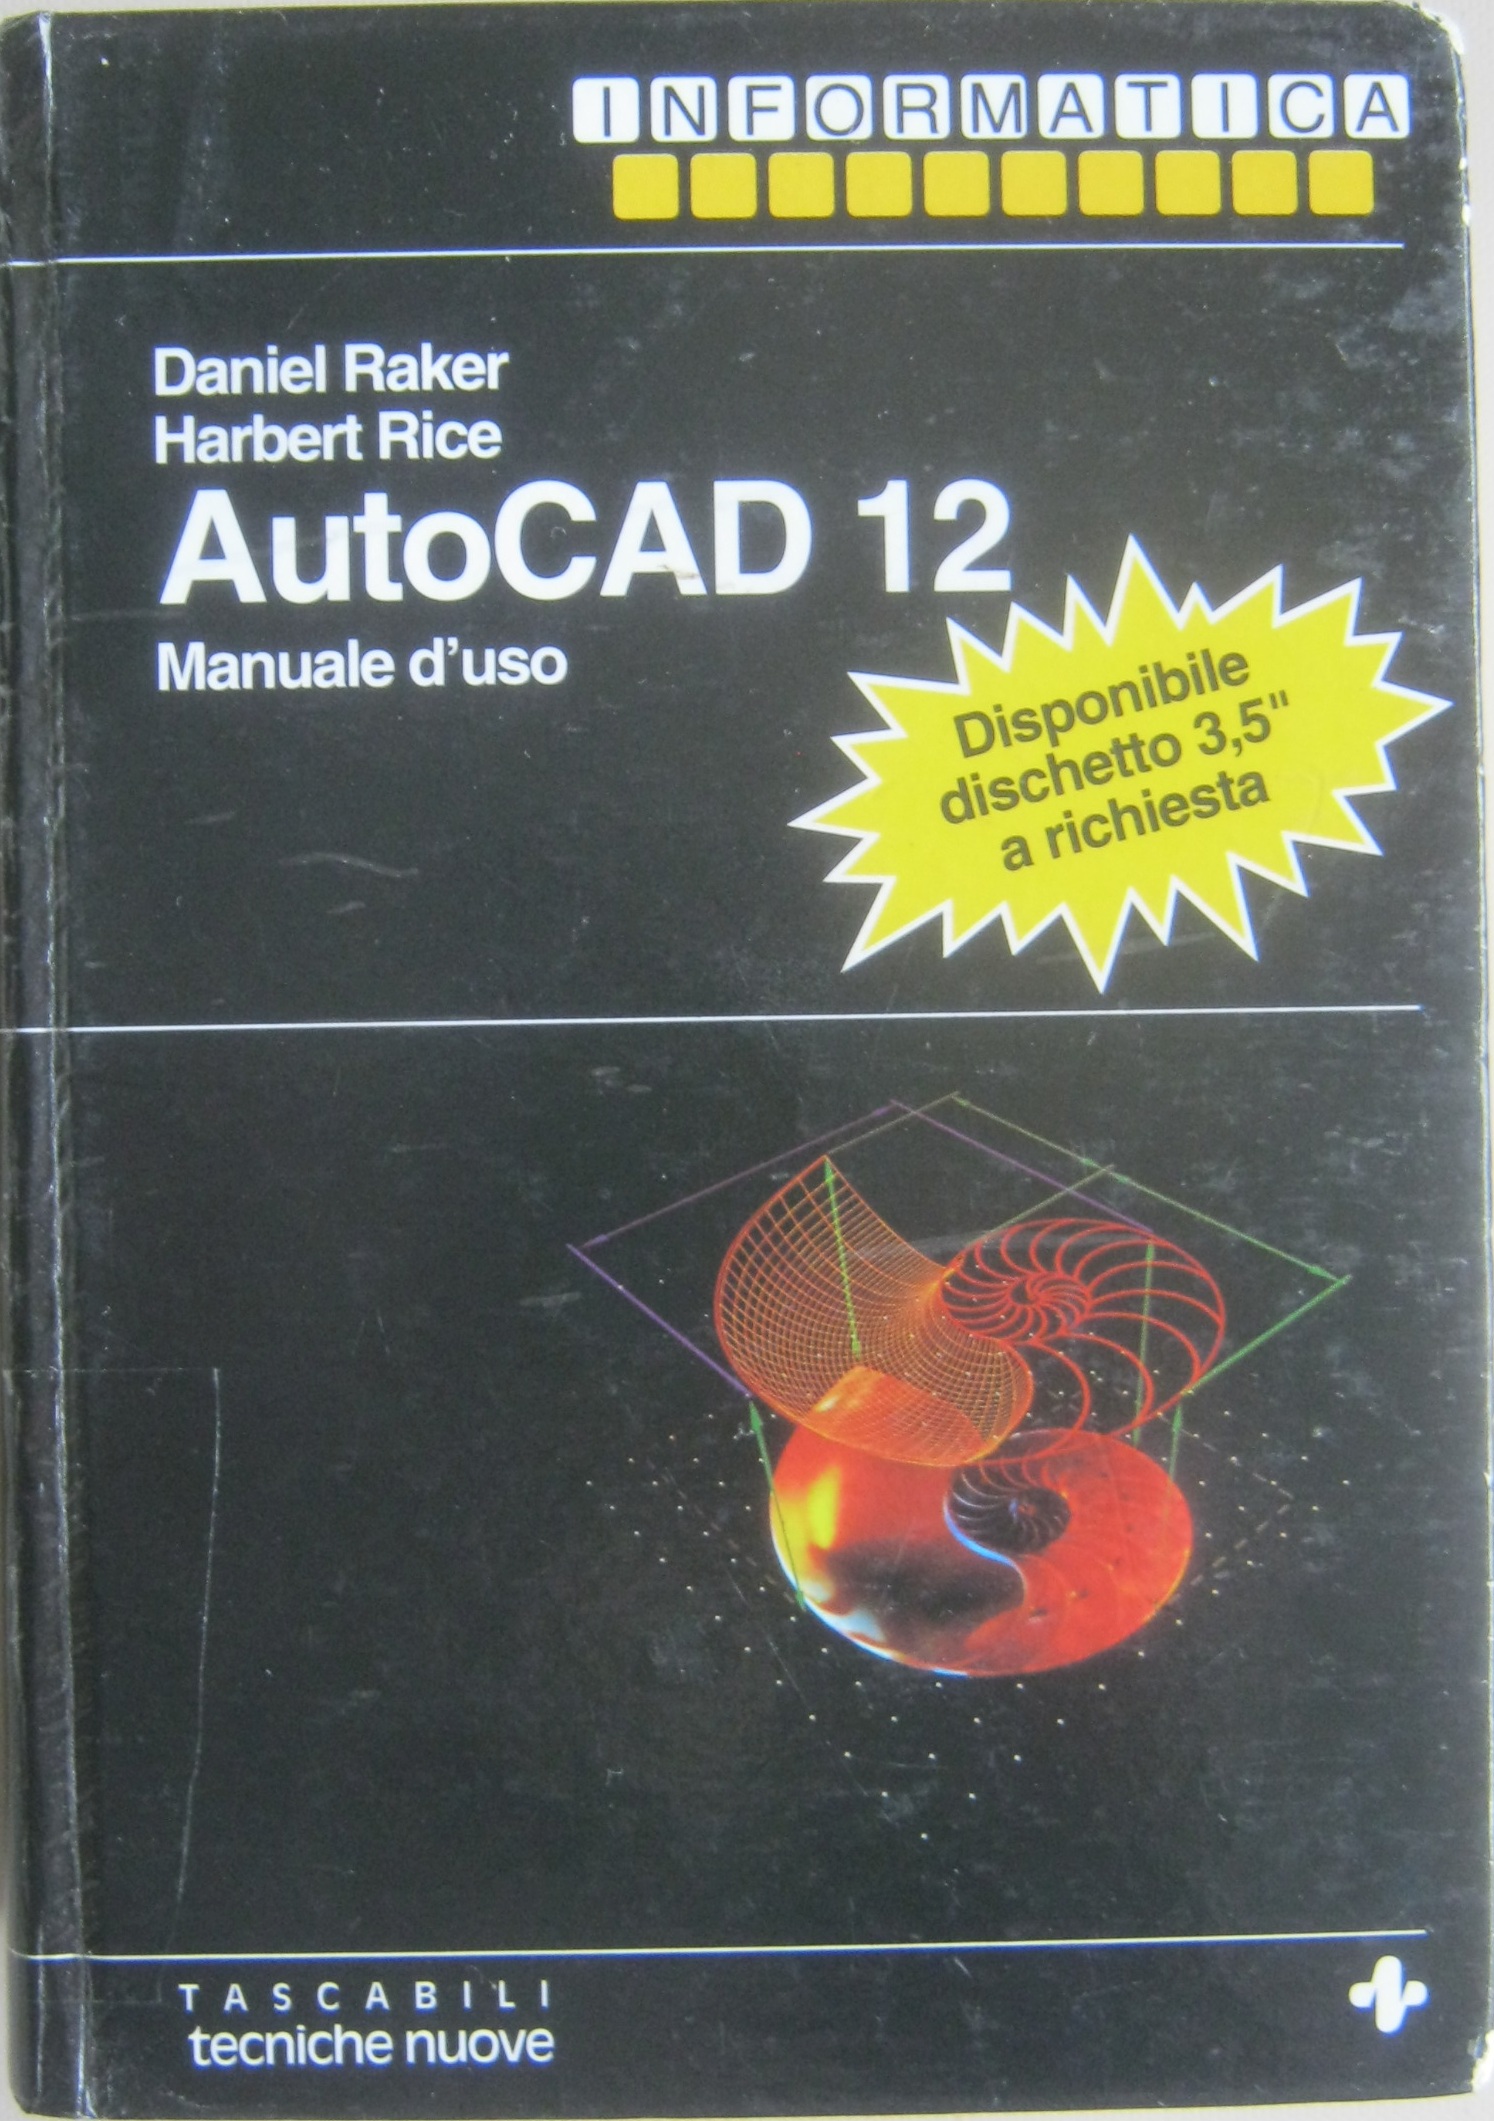 INFORMATICA
Daniel Raker
Harbert Rice
AutoCAD 12
Manuale d'uso
Disponibile
dischetto 3,5"
a richiesta
TASCABILI
tecniche nuove